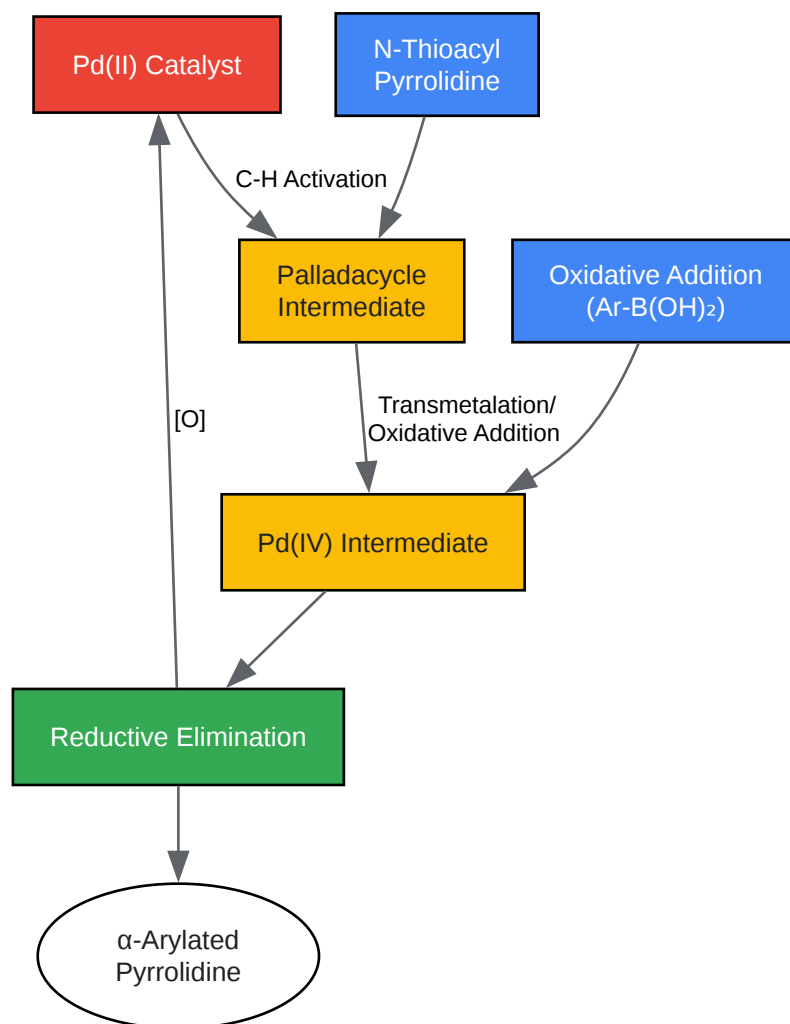 Pd(II) Catalyst
N-Thioacyl
Pyrrolidine
C-H Activation
Palladacycle
Intermediate
Oxidative Addition
(Ar-B(OH)₂)
Transmetalation/
Oxidative Addition
[O]
Pd(IV) Intermediate
Reductive Elimination
α-Arylated
Pyrrolidine